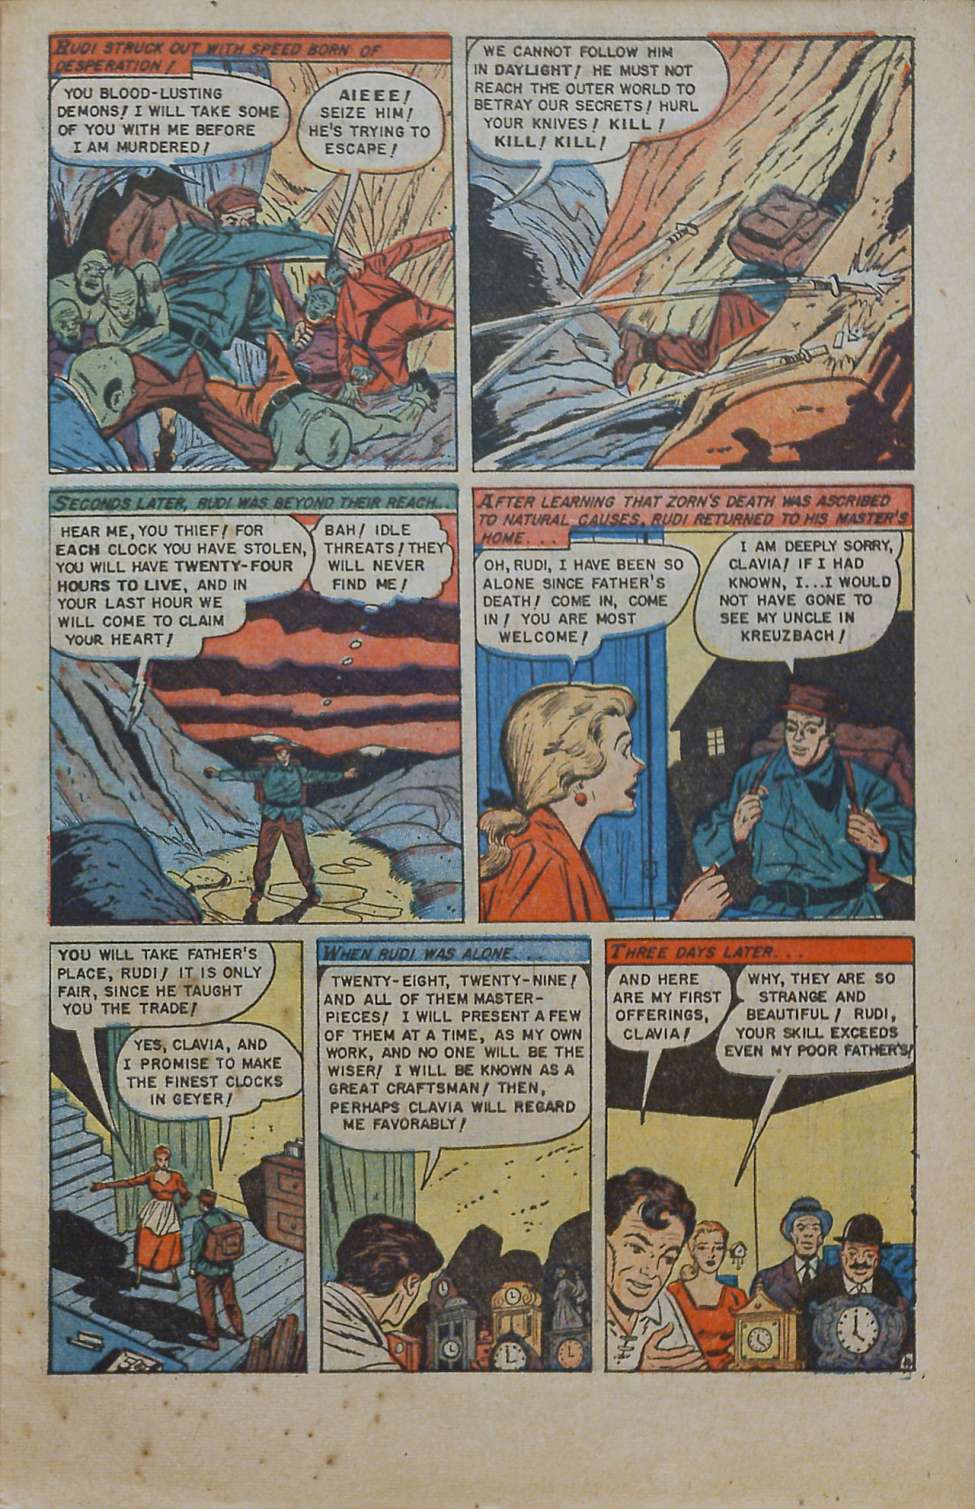 RUDI STRUCK OUT WITH SPEED BORN OF
DESPERATION!
YOU BLOOD-LUSTING
DEMONS! I WILL TAKE SOME
OF YOU WITH ME BEFORE
I AM MURDERED!
AIEEE!
SEIZE HIM!
HE'S TRYING TO
ESCAPE!
WE CANNOT FOLLOW HIM
IN DAYLIGHT! HE MUST NOT
REACH THE OUTER WORLD TO
BETRAY OUR SECRETS! HURL
YOUR KNIVES! KILL!
KILL! KILL!
SECONDS LATER, RUDI WAS BEYOND THEIR REACH...
HEAR ME, YOU THIEF! FOR
EACH CLOCK YOU HAVE STOLEN,
YOU WILL HAVE TWENTY-FOUR
HOURS TO LIVE, AND IN
YOUR LAST HOUR WE
WILL COME TO CLAIM
YOUR HEART!
BAH! IDLE
THREATS! THEY
WILL NEVER
FIND ME!
AFTER LEARNING THAT ZORN'S DEATH WAS ASCRIBED
TO NATURAL CAUSES, RUDI RETURNED TO HIS MASTER'S
HOME...
OH, RUDI, I HAVE BEEN SO
ALONE SINCE FATHER'S
DEATH! COME IN, COME
IN! YOU ARE MOST
WELCOME!
I AM DEEPLY SORRY,
CLAVIA! IF I HAD
KNOWN, I...I WOULD
NOT HAVE GONE TO
SEE MY UNCLE IN
KREUZBACH!
YOU WILL TAKE FATHER'S
PLACE, RUDI! IT IS ONLY
FAIR, SINCE HE TAUGHT
YOU THE TRADE!
YES, CLAVIA, AND
I PROMISE TO MAKE
THE FINEST CLOCKS
IN GEYER!
WHEN RUDI WAS ALONE...
TWENTY-EIGHT, TWENTY-NINE!
AND ALL OF THEM MASTER-
PIECES! I WILL PRESENT A FEW
OF THEM AT A TIME, AS MY OWN
WORK, AND NO ONE WILL BE THE
WISER! I WILL BE KNOWN AS A
GREAT CRAFTSMAN! THEN,
PERHAPS CLAVIA WILL REGARD
ME FAVORABLY!
THREE DAYS LATER...
AND HERE
ARE MY FIRST
OFFERINGS,
CLAVIA!
WHY, THEY ARE SO
STRANGE AND
BEAUTIFUL! RUDI,
YOUR SKILL EXCEEDS
EVEN MY POOR FATHER'S!